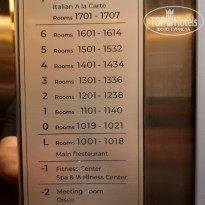 TopHotels
Italian A la Carte
Rooms 1701 - 1707
6 Rooms 1601 - 1614
5 Rooms 1501 - 1532
4 Rooms 1401 - 1434
3 Rooms 1301 - 1336
2 Rooms 1201 - 1238
1 Rooms 1101 - 1140
0 Rooms 1019 - 1021
L Rooms 1001 - 1018
Main Restaurant
-1 Fitness Center
Spa & Wellness Center
-2 Meeting Room
Disco